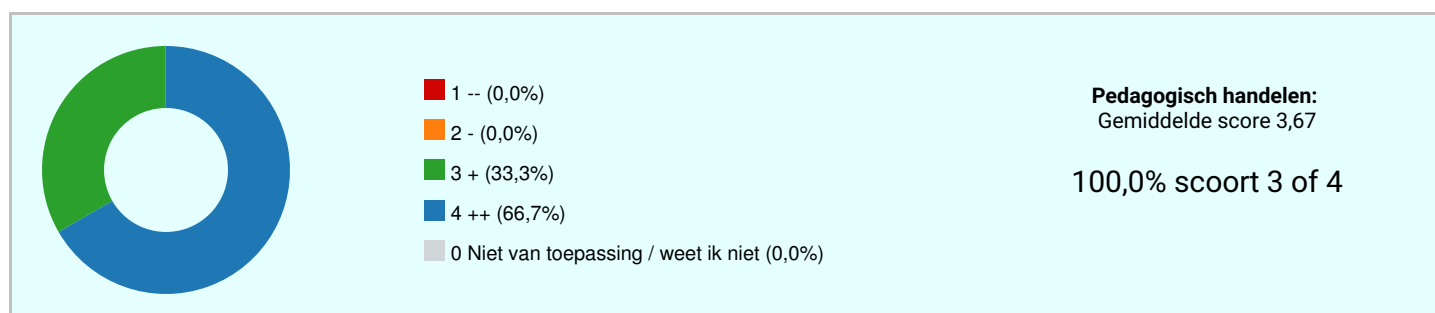 1 -- (0,0%)
2 - (0,0%)
3 + (33,3%)
4 ++ (66,7%)
0 Niet van toepassing / weet ik niet (0,0%)
Pedagogisch handelen:
Gemiddelde score 3,67
100,0% scoort 3 of 4